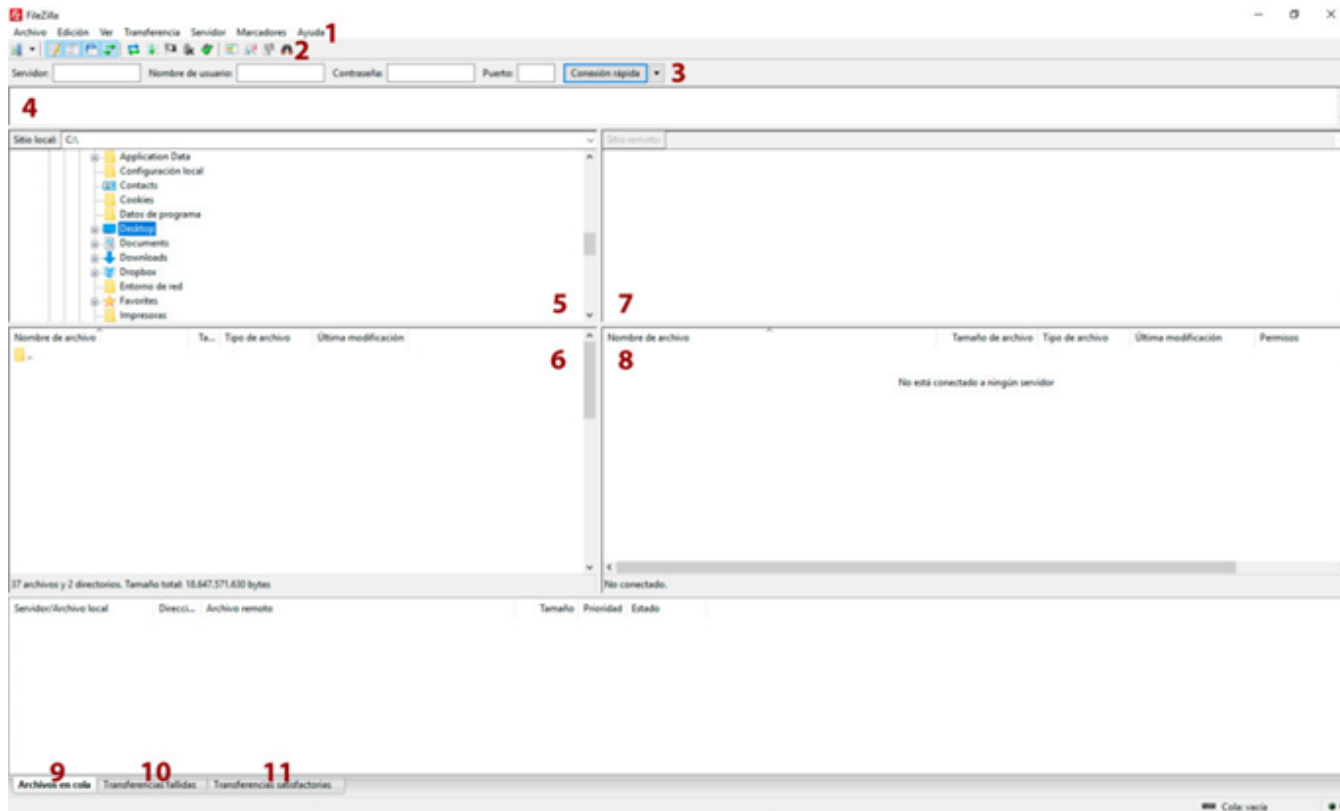 FileZilla
Archivo Edición Ver Transferencia Servidor Marcadores Ayuda 1
2
Servidor: Nombre de usuario: Contraseña: Puerto: Conexión rápida 3
4
Sitio local: C:\
Sitio remoto:
Application Data
Configuración local
Contacts
Cookies
Datos de programa
Desktop
Documents
Downloads
Dropbox
Entorno de red
Favorites
Impresoras
5
7
Nombre de archivo Ta... Tipo de archivo Última modificación
..
6
Nombre de archivo Tamaño de archivo Tipo de archivo Última modificación Permisos
8
No está conectado a ningún servidor
37 archivos y 2 directorios. Tamaño total: 18.647.571.630 bytes
No conectado.
Servidor/Archivo local Direcci... Archivo remoto Tamaño Prioridad Estado
9 10 11
Archivos en cola Transferencias fallidas Transferencias satisfactorias
Cola: vacía